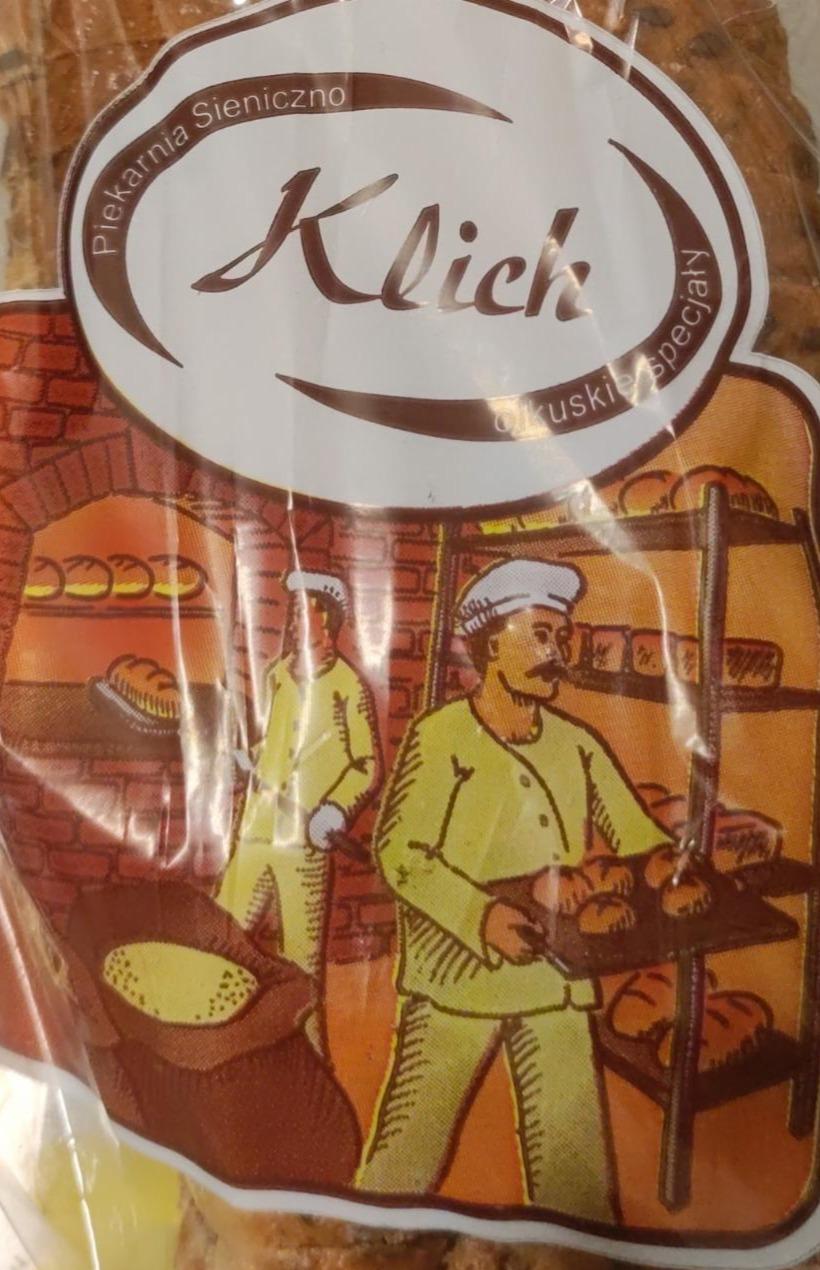 Piekarnia Sieniczno
Klich
olkuskie specjały